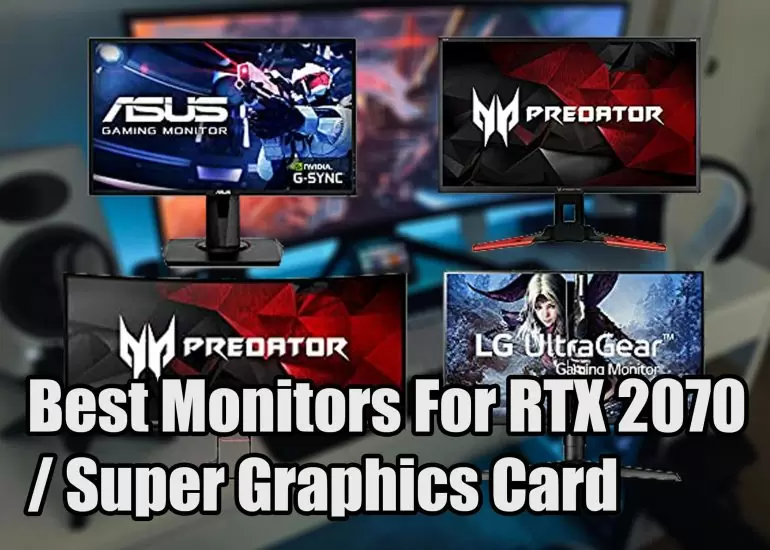 ASUS
GAMING MONITOR
NVIDIA.
G-SYNC
ASUS
PREDATOR
PREDATOR
LG UltraGear™
Gaming Monitor
Best Monitors For RTX 2070
/ Super Graphics Card